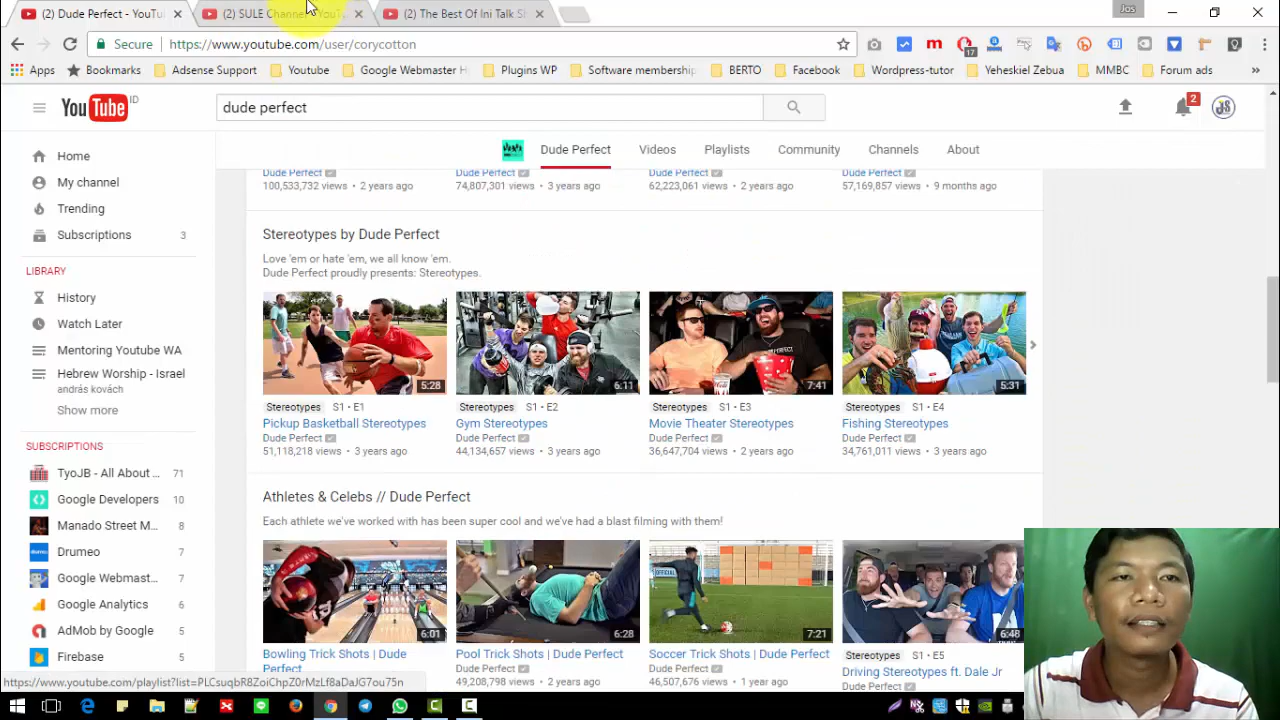 (2) Dude Perfect - YouTu
(2) SULE Channel - YouT
(2) The Best Of Ini Talk S
Jos
Secure
https://www.youtube.com/user/corycotton
17
Apps
Bookmarks
Adsense Support
Youtube
Google Webmaster H
Plugins WP
Software membership
BERTO
Facebook
Wordpress-tutor
Yeheskiel Zebua
MMBC
Forum ads
»
YouTube ID
dude perfect
2
Dude Perfect
Videos
Playlists
Community
Channels
About
Home
My channel
Trending
Subscriptions 3
LIBRARY
History
Watch Later
Mentoring Youtube WA
Hebrew Worship - Israel
andrás kovách
Show more
SUBSCRIPTIONS
TyoJB - All About ... 71
Google Developers 10
Manado Street M... 8
Drumeo 7
Google Webmast... 7
Google Analytics 6
AdMob by Google 5
Firebase 5
Dude Perfect
100,533,732 views • 2 years ago
Dude Perfect
74,807,301 views • 3 years ago
Dude Perfect
62,223,061 views • 2 years ago
Dude Perfect
57,169,857 views • 9 months ago
Stereotypes by Dude Perfect
Love 'em or hate 'em, we all know 'em.
Dude Perfect proudly presents: Stereotypes.
5:28
Stereotypes S1 • E1
Pickup Basketball Stereotypes
Dude Perfect
51,118,218 views • 3 years ago
6:11
Stereotypes S1 • E2
Gym Stereotypes
Dude Perfect
44,134,657 views • 3 years ago
7:41
Stereotypes S1 • E3
Movie Theater Stereotypes
Dude Perfect
36,647,704 views • 2 years ago
5:31
Stereotypes S1 • E4
Fishing Stereotypes
Dude Perfect
34,761,011 views • 3 years ago
Athletes & Celebs // Dude Perfect
Each athlete we've worked with has been super cool and we've had a blast filming with them!
6:01
Bowling Trick Shots | Dude
Perfect
6:28
Pool Trick Shots | Dude Perfect
Dude Perfect
49,208,798 views • 2 years ago
7:21
Soccer Trick Shots | Dude Perfect
Dude Perfect
46,507,676 views • 1 year ago
6:48
Stereotypes S1 • E5
Driving Stereotypes ft. Dale Jr
Dude Perfect
https://www.youtube.com/playlist?list=PLCsuqbR8ZoiChpZ0rMzLf8aDaJG7ou75n